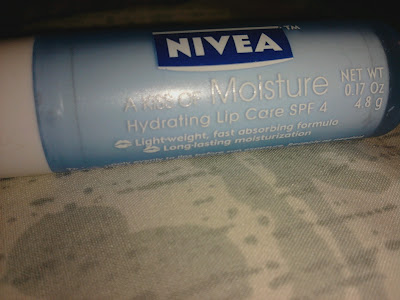 NIVEA™
A KISS OF Moisture
Hydrating Lip Care SPF 4
Light-weight, fast absorbing formula
Long-lasting moisturization
NET WT
0.17 OZ
4.8 g